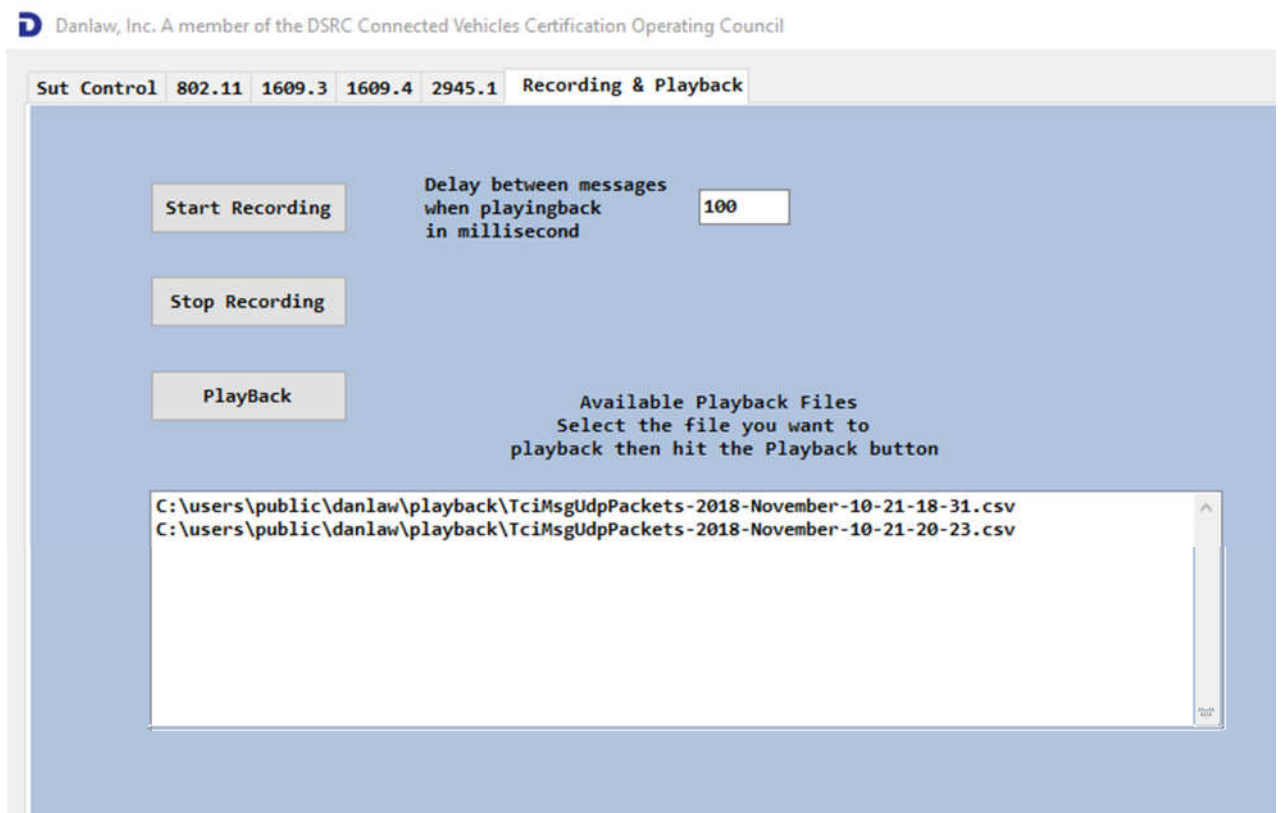 Danlaw, Inc. A member of the DSRC Connected Vehicles Certification Operating Council
Sut Control 802.11 1609.3 1609.4 2945.1 Recording & Playback
Start Recording
Delay between messages
when playingback
in millisecond
100
Stop Recording
PlayBack
Available Playback Files
Select the file you want to
playback then hit the Playback button
C:\users\public\danlaw\playback\TciMsgUdpPackets-2018-November-10-21-18-31.csv
C:\users\public\danlaw\playback\TciMsgUdpPackets-2018-November-10-21-20-23.csv